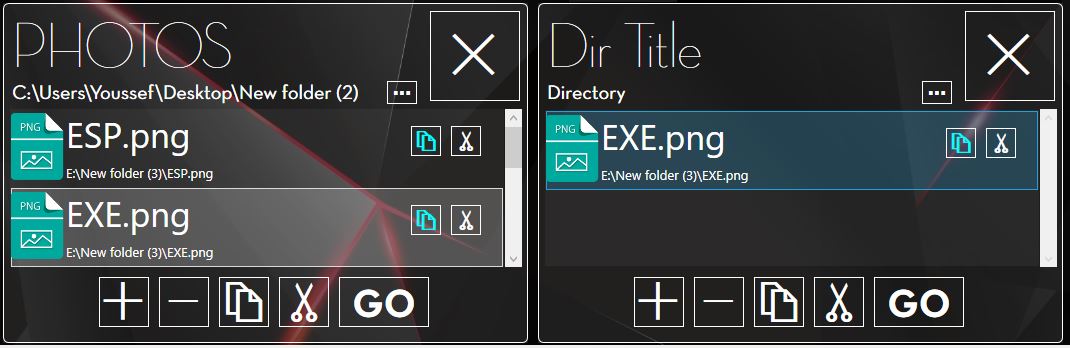 PHOTOS
C:\Users\Youssef\Desktop\New folder (2)
...
PNG
ESP.png
E:\New folder (3)\ESP.png
PNG
EXE.png
E:\New folder (3)\EXE.png
GO
Dir Title
Directory
...
PNG
EXE.png
E:\New folder (3)\EXE.png
GO